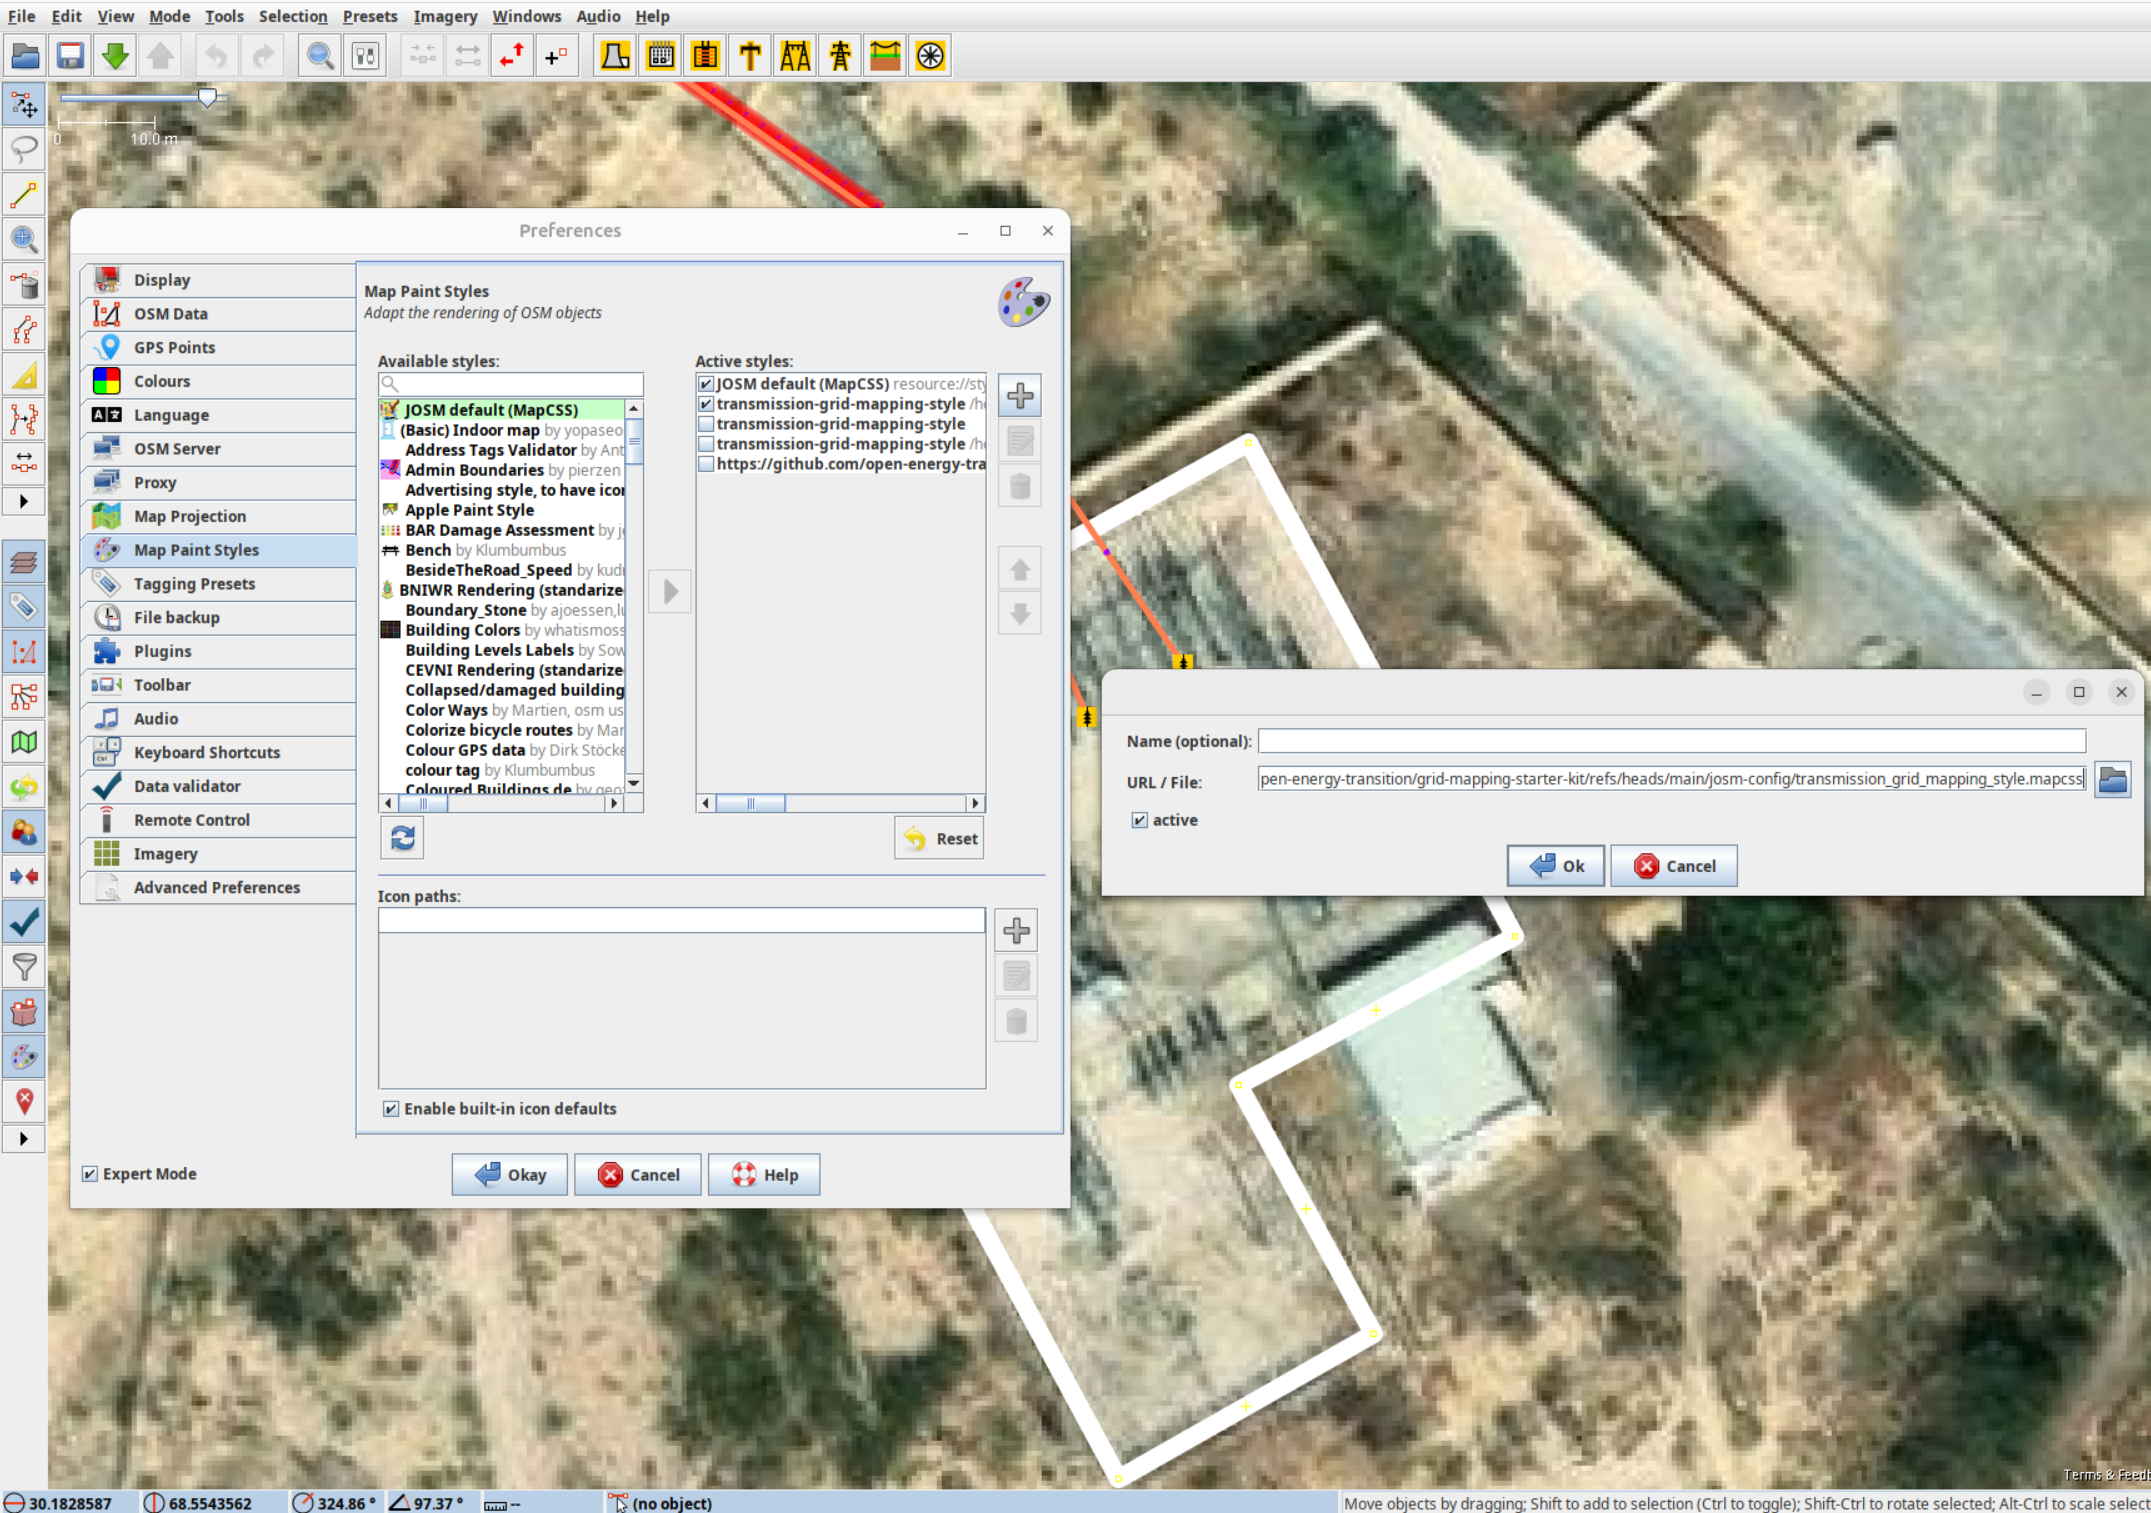 File Edit View Mode Tools Selection Presets Imagery Windows Audio Help
0 10.0 m
Preferences
Display
OSM Data
GPS Points
Colours
Language
OSM Server
Proxy
Map Projection
Map Paint Styles
Tagging Presets
File backup
Plugins
Toolbar
Audio
Keyboard Shortcuts
Data validator
Remote Control
Imagery
Advanced Preferences
Expert Mode
Map Paint Styles
Adapt the rendering of OSM objects
Available styles:
JOSM default (MapCSS)
(Basic) Indoor map by yopaseo
Address Tags Validator by Ant
Admin Boundaries by pierzen
Advertising style, to have icor
Apple Paint Style
BAR Damage Assessment by j
Bench by Klumbumbus
BesideTheRoad_Speed by kud
BNIWR Rendering (standarize
Boundary_Stone by ajoessen,l
Building Colors by whatismoss
Building Levels Labels by Sow
CEVNI Rendering (standarize
Collapsed/damaged building
Color Ways by Martien, osm us
Colorize bicycle routes by Mar
Colour GPS data by Dirk Stöcke
colour tag by Klumbumbus
Coloured Buildings de by geo
Active styles:
JOSM default (MapCSS) resource://sty
transmission-grid-mapping-style /h
transmission-grid-mapping-style
transmission-grid-mapping-style /h
https://github.com/open-energy-tra
Reset
Icon paths:
Enable built-in icon defaults
Okay Cancel Help
Name (optional):
URL / File: pen-energy-transition/grid-mapping-starter-kit/refs/heads/main/josm-config/transmission_grid_mapping_style.mapcss
active
Ok Cancel
Terms & Feedb
30.1828587 68.5543562 324.86 ° 97.37 ° -- (no object) Move objects by dragging; Shift to add to selection (Ctrl to toggle); Shift-Ctrl to rotate selected; Alt-Ctrl to scale select